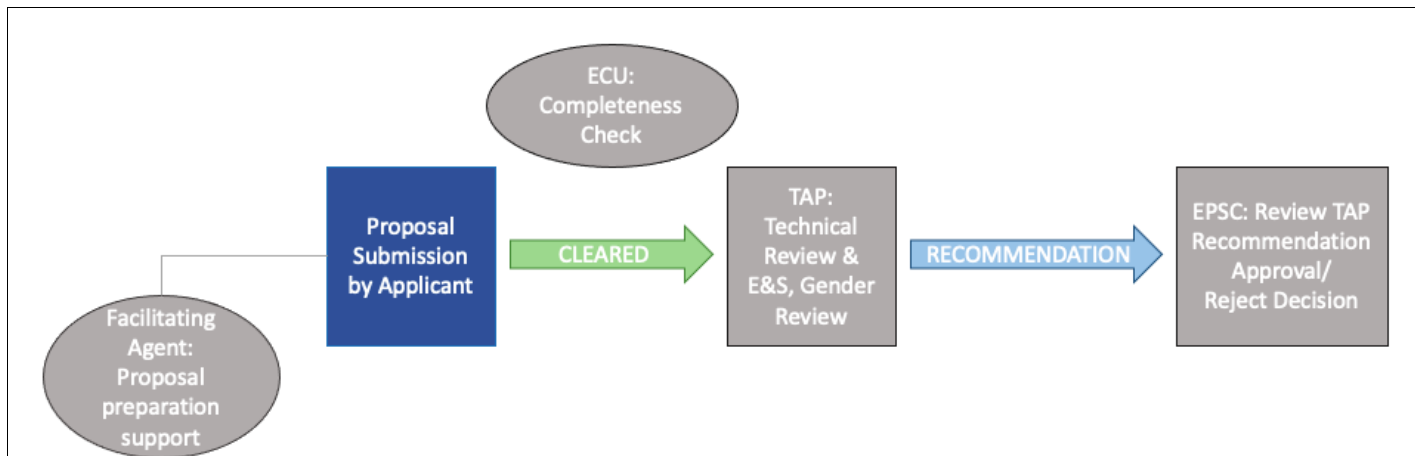 ECU:
Completeness
Check
Proposal
Submission
by Applicant
CLEARED
TAP:
Technical
Review &
E&S, Gender
Review
RECOMMENDATION
EPSC: Review TAP
Recommendation
Approval/
Reject Decision
Facilitating
Agent:
Proposal
preparation
support